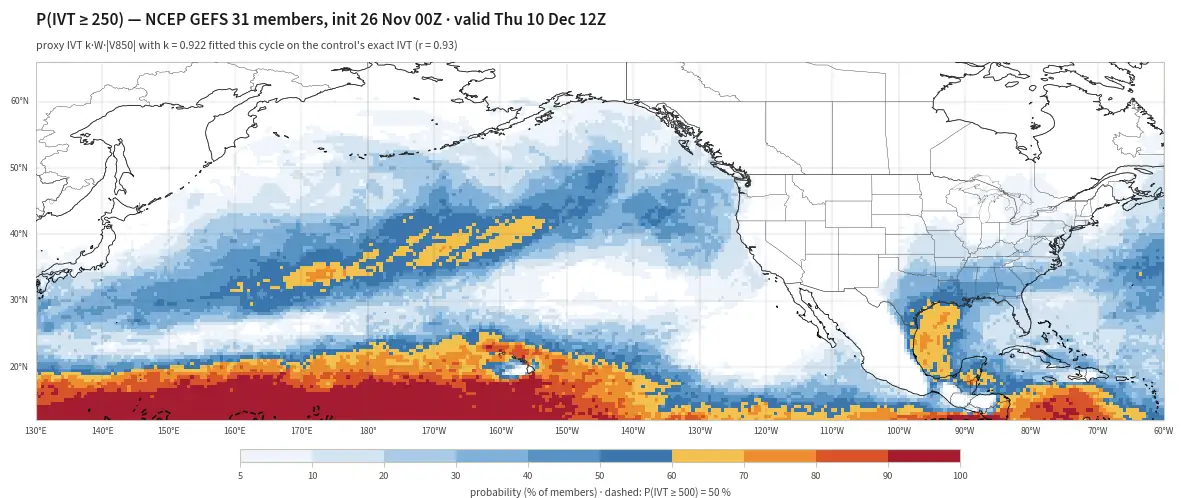 P(IVT ≥ 250) — NCEP GEFS 31 members, init 26 Nov 00Z · valid Thu 10 Dec 12Z
proxy IVT k·W·|V850| with k = 0.922 fitted this cycle on the control's exact IVT (r = 0.93)
60°N
50°N
40°N
30°N
20°N
130°E 140°E 150°E 160°E 170°E 180° 170°W 160°W 150°W 140°W 130°W 120°W 110°W 100°W 90°W 80°W 70°W 60°W
5 10 20 30 40 50 60 70 80 90 100
probability (% of members) · dashed: P(IVT ≥ 500) = 50 %